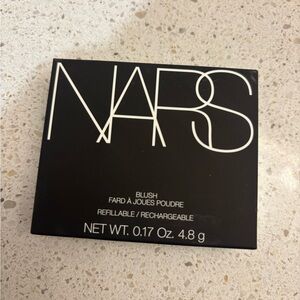 NARS
BLUSH
FARD À JOUES POUDRE
REFILLABLE / RECHARGEABLE
NET WT. 0.17 Oz. 4.8 g